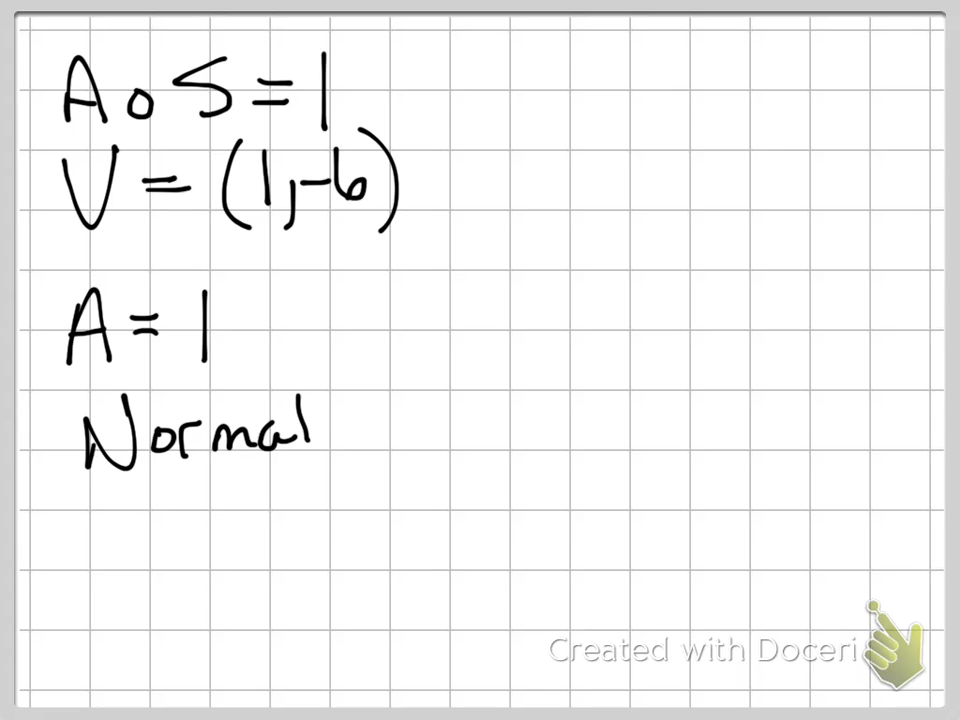 AoS = 1
V = (1, -6)
A = 1
Normal
Created with Doceri